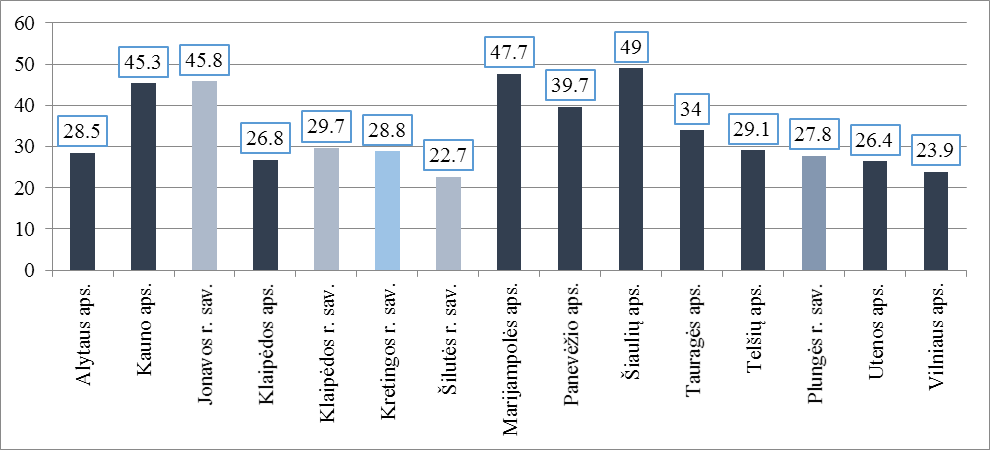 60
50
40
30
20
10
0
28.5
45.3
45.8
26.8
29.7
28.8
22.7
47.7
39.7
49
34
29.1
27.8
26.4
23.9
Alytaus aps.
Kauno aps.
Jonavos r. sav.
Klaipėdos aps.
Klaipėdos r. sav.
Kretingos r. sav.
Šilutės r. sav.
Marijampolės aps.
Panevėžio aps.
Šiaulių aps.
Tauragės aps.
Telšių aps.
Plungės r. sav.
Utenos aps.
Vilniaus aps.